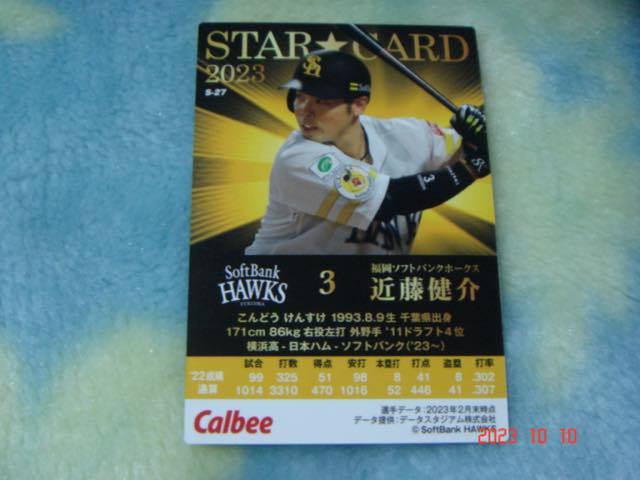 STAR★CARD
2023
S-27
SoftBank
HAWKS
FUKUOKA
3
福岡ソフトバンクホークス
近藤健介
こんどう けんすけ 1993.8.9生 千葉県出身
171cm 86kg 右投左打 外野手 '11ドラフト4位
横浜高 - 日本ハム - ソフトバンク('23〜)
試合 打数 得点 安打 本塁打 打点 盗塁 打率
'22成績 99 325 51 98 8 41 8 .302
通算 1014 3310 470 1016 52 446 41 .307
Calbee
選手データ:2023年2月末時点
データ提供:データスタジアム株式会社
© SoftBank HAWKS
2023 10 10